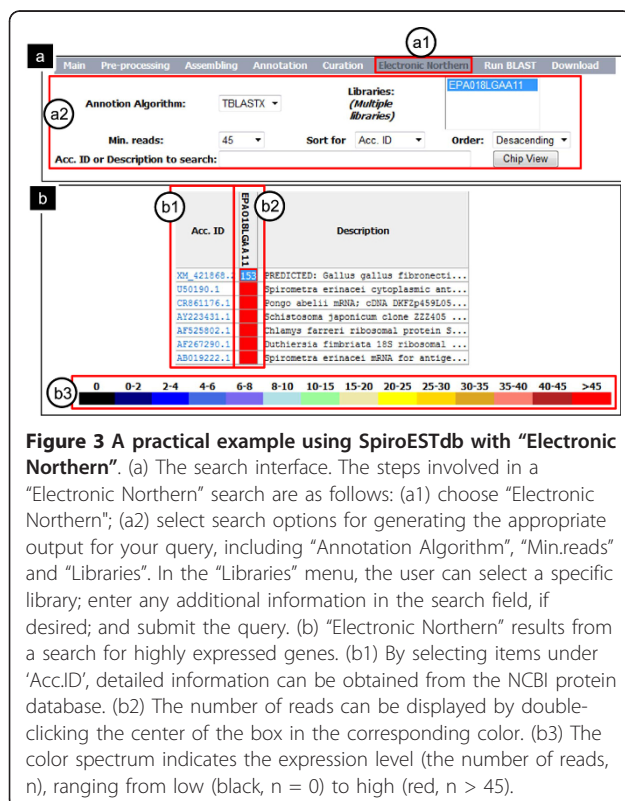 a1
a
Main Pre-processing Assembling Annotation Curation Electronic Northern Run BLAST Download
a2
Annotion Algorithm: TBLASTX Libraries: (Multiple libraries) EPA018LGAA11
Min. reads: 45 Sort for Acc. ID Order: Desacending
Acc. ID or Description to search: Chip View
b
b1 b2
Acc. ID EPA018LGAA11 Description
XM_421868.2 153 PREDICTED: Gallus gallus fibronecti...
U50190.1 Spirometra erinacei cytoplasmic ant...
CR861176.1 Pongo abelii mRNA; cDNA DKFZp459L05...
AY223431.1 Schistosoma japonicum clone ZZZ405 ...
AF525802.1 Chlamys farreri ribosomal protein S...
AF267290.1 Duthiersia fimbriata 18S ribosomal ...
AB019222.1 Spirometra erinacei mRNA for antige...
b3
0 0-2 2-4 4-6 6-8 8-10 10-15 15-20 20-25 25-30 30-35 35-40 40-45 >45
Figure 3 A practical example using SpiroESTdb with “Electronic
Northern”. (a) The search interface. The steps involved in a
“Electronic Northern” search are as follows: (a1) choose “Electronic
Northern"; (a2) select search options for generating the appropriate
output for your query, including “Annotation Algorithm”, “Min.reads”
and “Libraries”. In the “Libraries” menu, the user can select a specific
library; enter any additional information in the search field, if
desired; and submit the query. (b) “Electronic Northern” results from
a search for highly expressed genes. (b1) By selecting items under
‘Acc.ID’, detailed information can be obtained from the NCBI protein
database. (b2) The number of reads can be displayed by double-
clicking the center of the box in the corresponding color. (b3) The
color spectrum indicates the expression level (the number of reads,
n), ranging from low (black, n = 0) to high (red, n > 45).